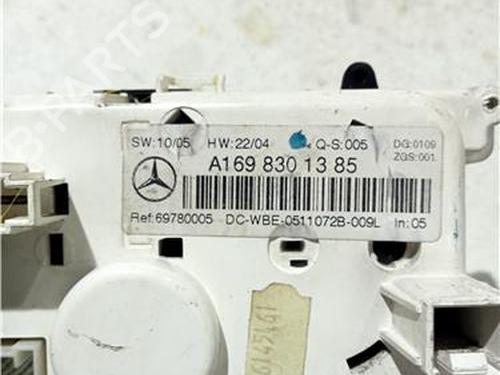 SW:10/05 HW:22/04 Q-S:005 DG:0109
ZGS:001
A169 830 13 85
Ref:69780005 DC-WBE-0511072B-009L In:05
B-PARTS